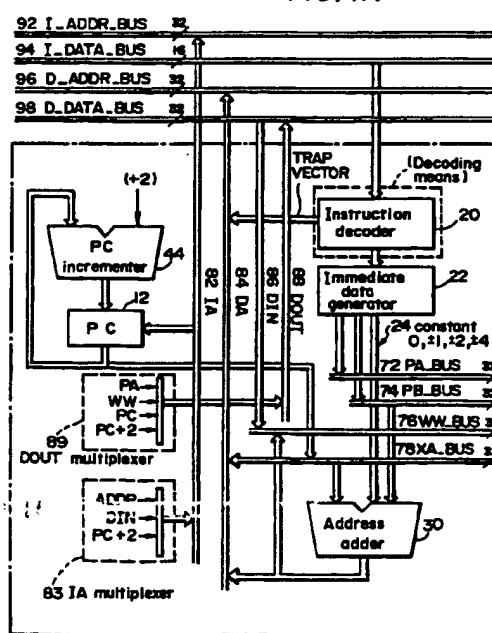 92 I_ADDR_BUS 32
94 I_DATA_BUS 16
96 D_ADDR_BUS 32
98 D_DATA_BUS 32
TRAP
VECTOR
(Decoding
means)
(+2)
PC
incrementer
44
Instruction
decoder
20
12
PC
82 IA
84 DA
86 DIN
88 DOUT
Immediate
data
generator
22
24 constant
0, ±1, ±2, ±4
72 PA_BUS
74 PB_BUS
76 WW_BUS
78 XA_BUS
PA
WW
PC
PC+2
89
DOUT multiplexer
ADDR
DIN
PC+2
83 IA multiplexer
Address
adder
30